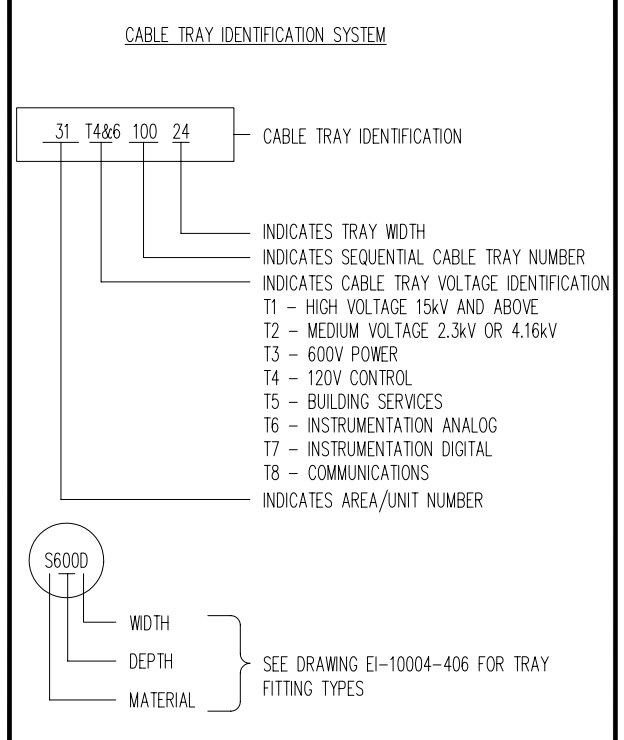 CABLE TRAY IDENTIFICATION SYSTEM
31 T4&6 100 24
CABLE TRAY IDENTIFICATION
INDICATES TRAY WIDTH
INDICATES SEQUENTIAL CABLE TRAY NUMBER
INDICATES CABLE TRAY VOLTAGE IDENTIFICATION
T1 – HIGH VOLTAGE 15kV AND ABOVE
T2 – MEDIUM VOLTAGE 2.3kV OR 4.16kV
T3 – 600V POWER
T4 – 120V CONTROL
T5 – BUILDING SERVICES
T6 – INSTRUMENTATION ANALOG
T7 – INSTRUMENTATION DIGITAL
T8 – COMMUNICATIONS
INDICATES AREA/UNIT NUMBER
S600D
WIDTH
DEPTH
MATERIAL
SEE DRAWING EI–10004–406 FOR TRAY
FITTING TYPES